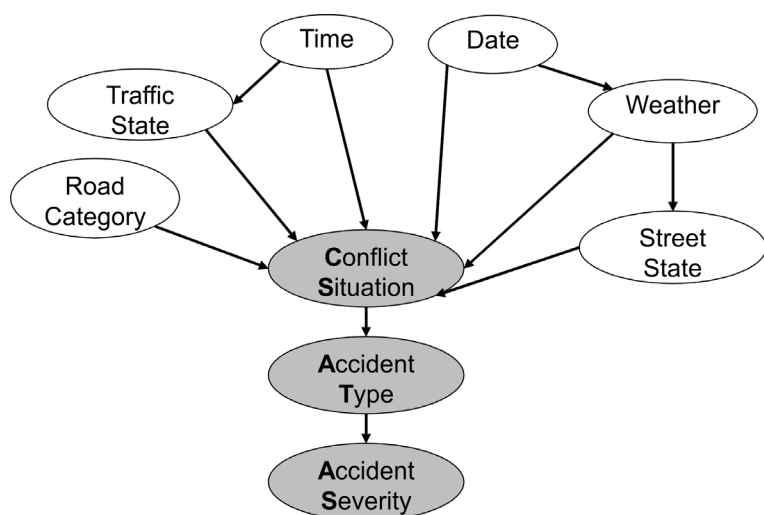 Time
Date
Traffic
State
Weather
Road
Category
Street
State
Conflict
Situation
Accident
Type
Accident
Severity